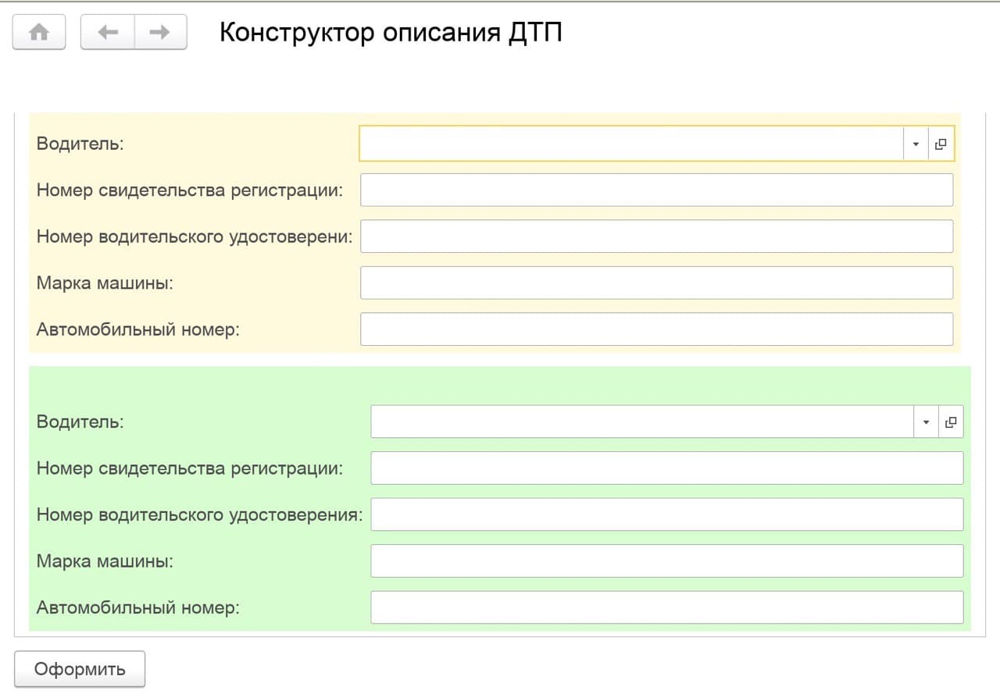 Конструктор описания ДТП
Водитель:
Номер свидетельства регистрации:
Номер водительского удостоверени:
Марка машины:
Автомобильный номер:
Водитель:
Номер свидетельства регистрации:
Номер водительского удостоверения:
Марка машины:
Автомобильный номер:
Оформить